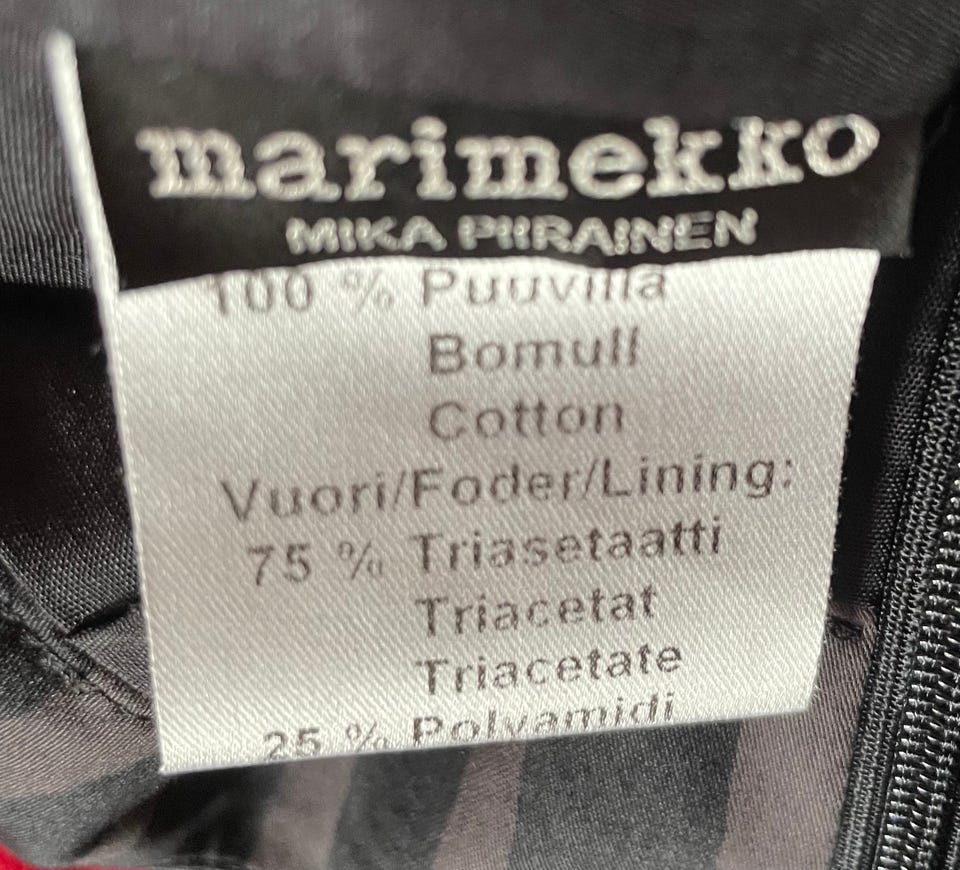 marimekko
MIKA PIIRAINEN
100 % Puuvilla
Bomull
Cotton
Vuori/Foder/Lining:
75 % Triasetaatti
Triacetat
Triacetate
25 % Polyamidi